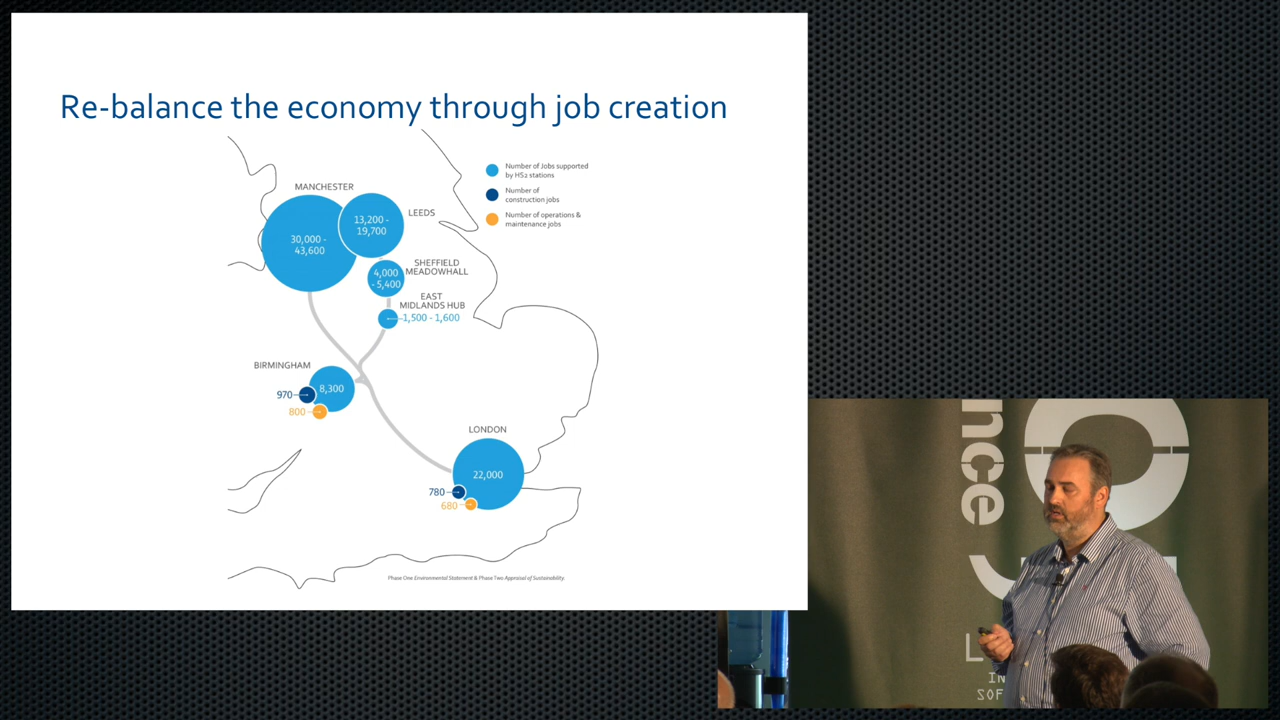 Re-balance the economy through job creation
Number of Jobs supported
by HS2 stations
Number of
construction jobs
Number of operations &
maintenance jobs
MANCHESTER
30,000 -
43,600
LEEDS
13,200 -
19,700
SHEFFIELD
MEADOWHALL
4,000
- 5,400
EAST
MIDLANDS HUB
1,500 - 1,600
BIRMINGHAM
8,300
970
800
LONDON
22,000
780
680
Phase One Environmental Statement & Phase Two Appraisal of Sustainability.
nce
L
IN
SOF